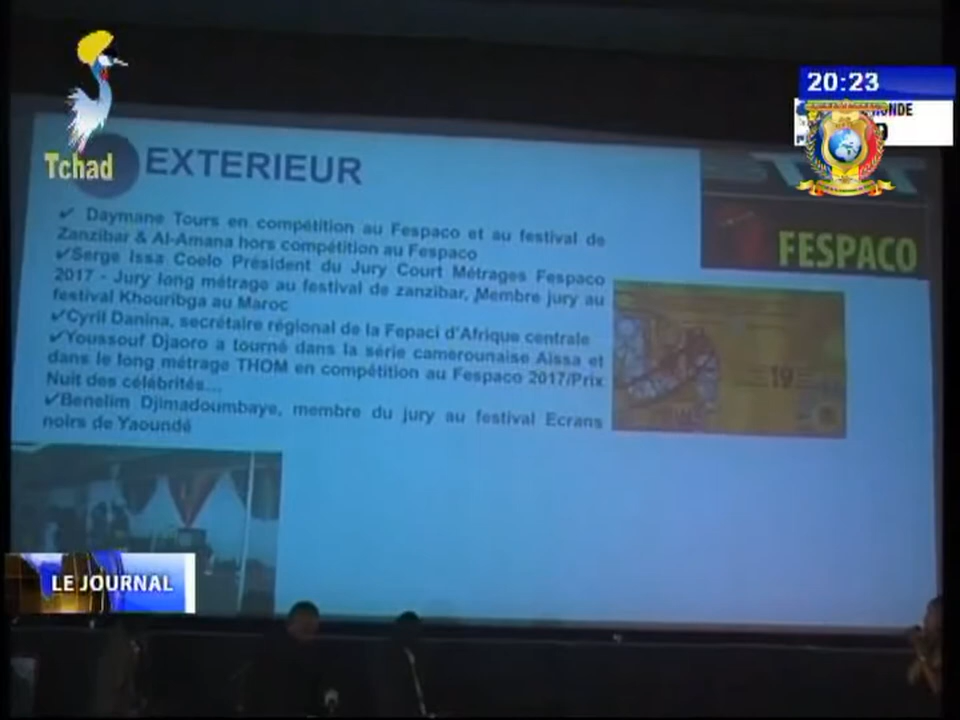 Tchad
20:23
ONDE
EXTERIEUR
FESPACO
✔ Daymane Tours en compétition au Fespaco et au festival de
Zanzibar & Al-Amana hors compétition au Fespaco
✔Serge Issa Coelo Président du Jury Court Métrages Fespaco
2017 - Jury long métrage au festival de zanzibar, Membre jury au
festival Khouribga au Maroc
✔Cyril Danina, secrétaire régional de la Fepaci d'Afrique centrale
✔Youssouf Djaoro a tourné dans la série camerounaise Aissa et
dans le long métrage THOM en compétition au Fespaco 2017/Prix
Nuit des célébrités...
✔Benelim Djimadoumbaye, membre du jury au festival Ecrans
noirs de Yaoundé
19
LE JOURNAL